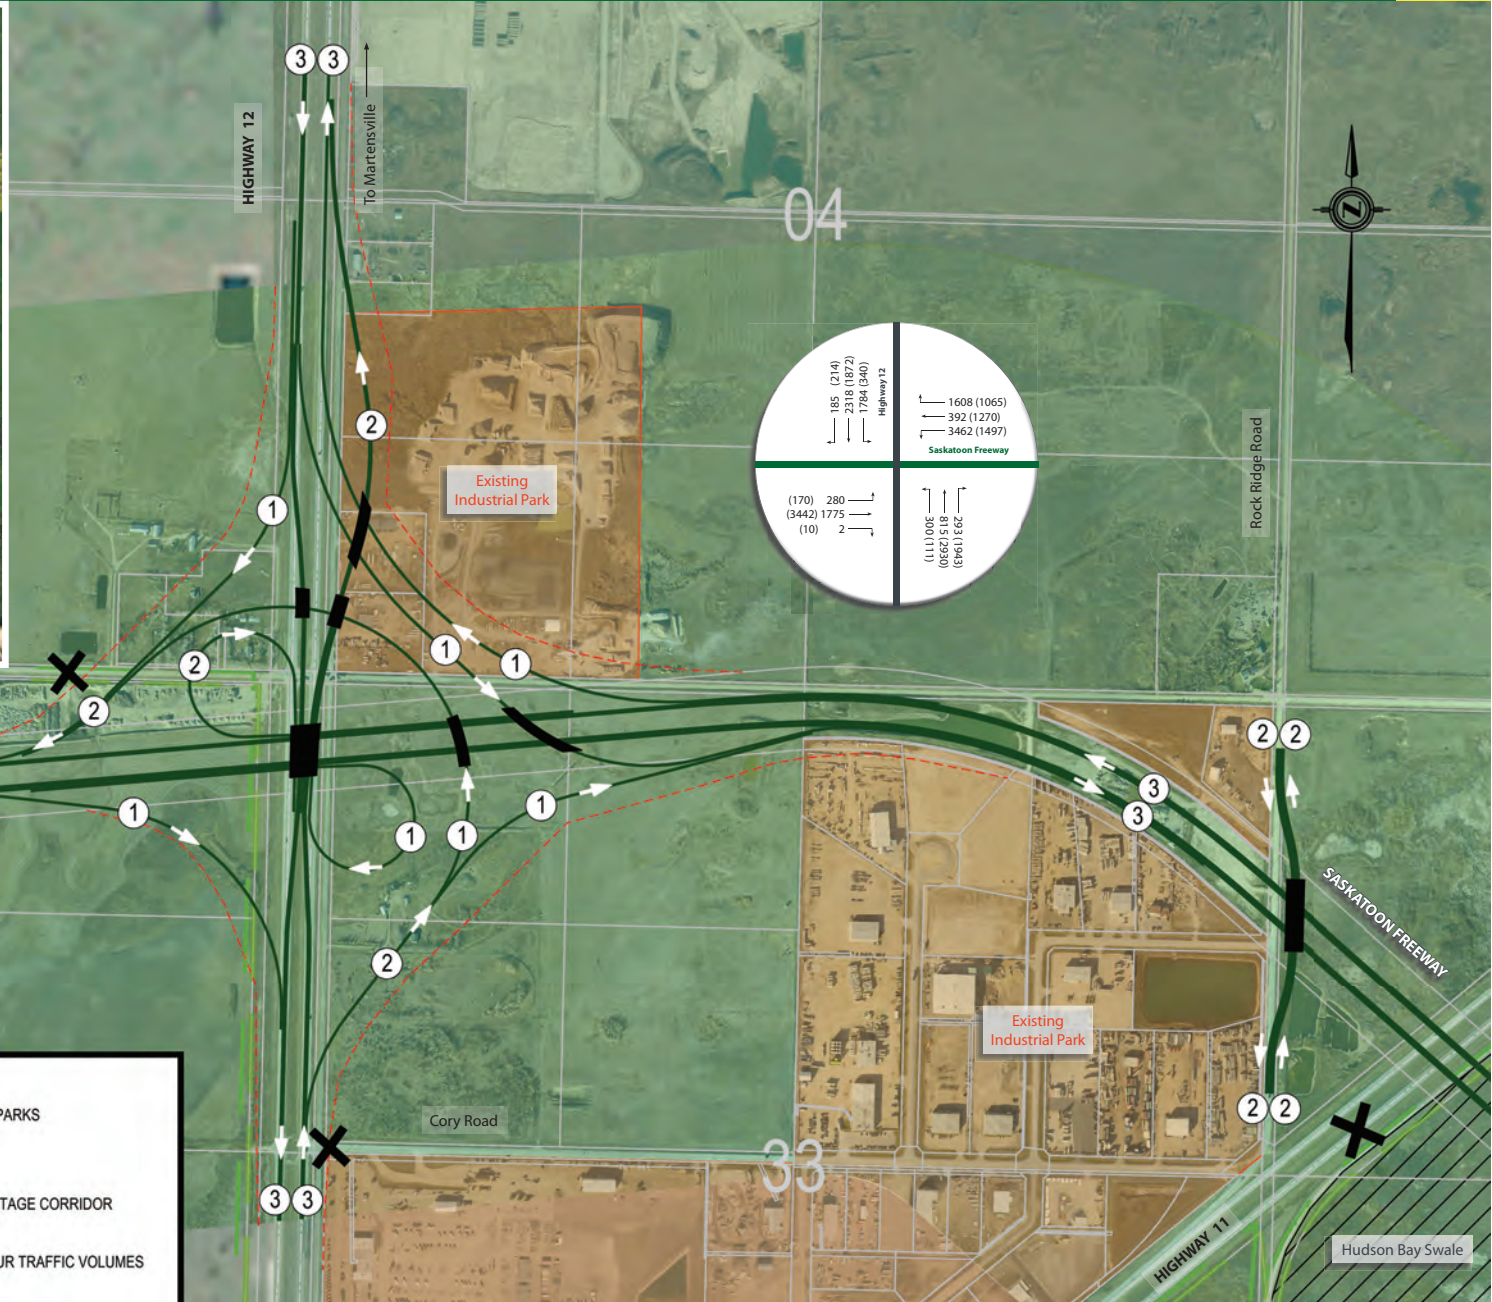 3 3
HIGHWAY 12
To Martensville
04
N
2
Existing
Industrial Park
1
185 (214)
2318 (1872)
1784 (340)
Highway 12
1608 (1065)
392 (1270)
3462 (1497)
Saskatoon Freeway
(170) 280
(3442) 1775
(10) 2
300 (111)
815 (2930)
293 (1943)
Rock Ridge Road
2
1
1
2
2 2
3
3
1
1
1
1
SASKATOON FREEWAY
2
Existing
Industrial Park
PARKS
Cory Road
2 2
33
TAGE CORRIDOR
3 3
HIGHWAY 11
Hudson Bay Swale
UR TRAFFIC VOLUMES